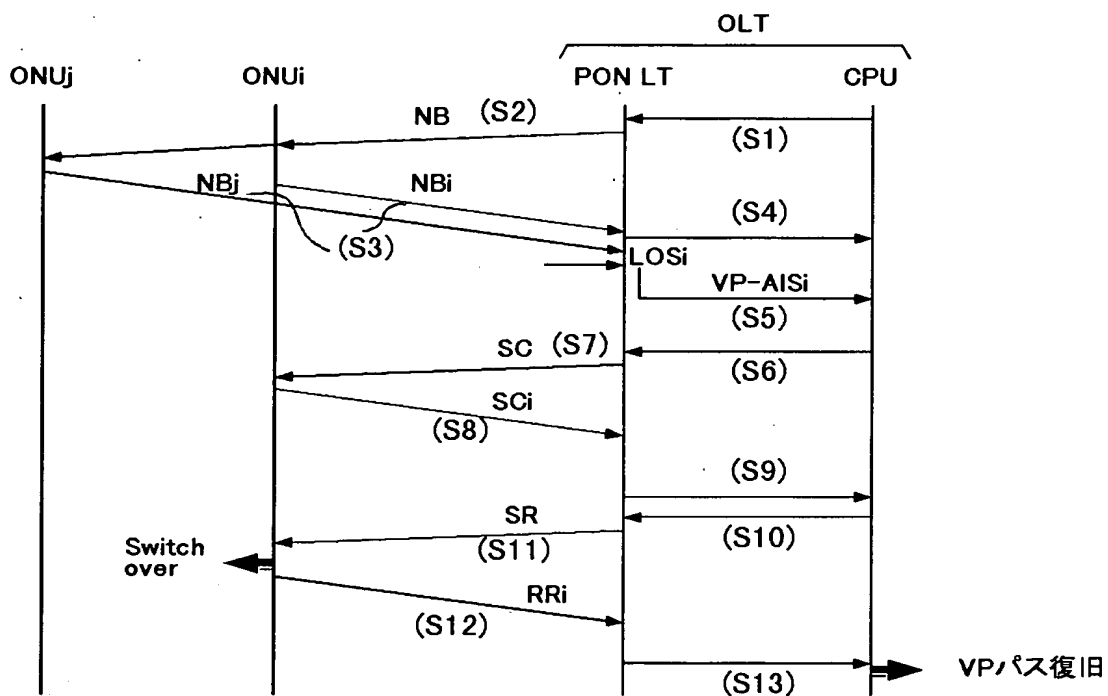 OLT
ONUj ONUi PON LT CPU
NB (S2)
(S1)
NBj NBi
(S3)
(S4)
LOSi
VP-AISi
(S5)
SC (S7)
(S6)
SCi
(S8)
(S9)
SR
(S11)
(S10)
Switch
over
RRi
(S12)
(S13)
VPパス復旧